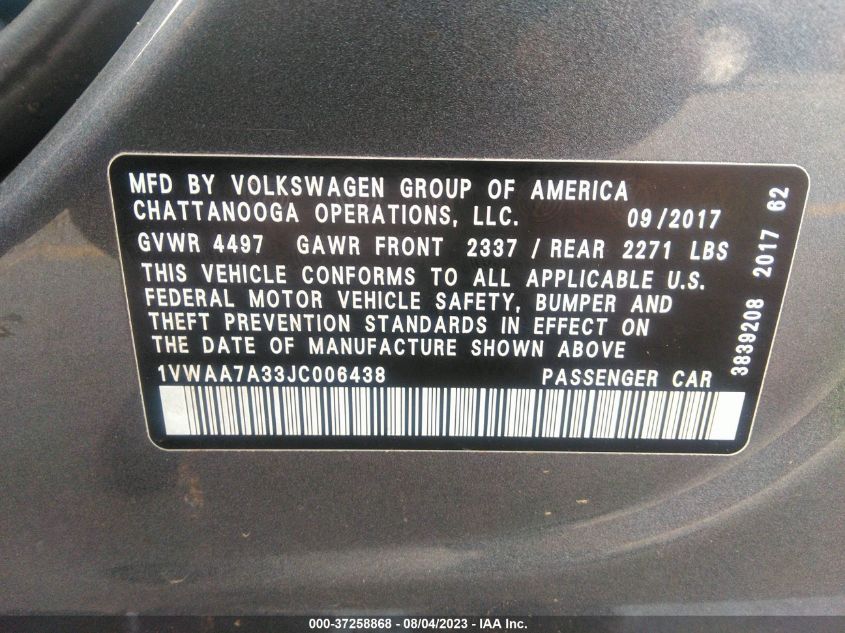 MFD BY VOLKSWAGEN GROUP OF AMERICA
CHATTANOOGA OPERATIONS, LLC. 09/2017
GVWR 4497 GAWR FRONT 2337 / REAR 2271 LBS
THIS VEHICLE CONFORMS TO ALL APPLICABLE U.S.
FEDERAL MOTOR VEHICLE SAFETY, BUMPER AND
THEFT PREVENTION STANDARDS IN EFFECT ON
THE DATE OF MANUFACTURE SHOWN ABOVE
1VWAA7A33JC006438 PASSENGER CAR
3839208 2017 62
000-37258868 - 08/04/2023 - IAA Inc.